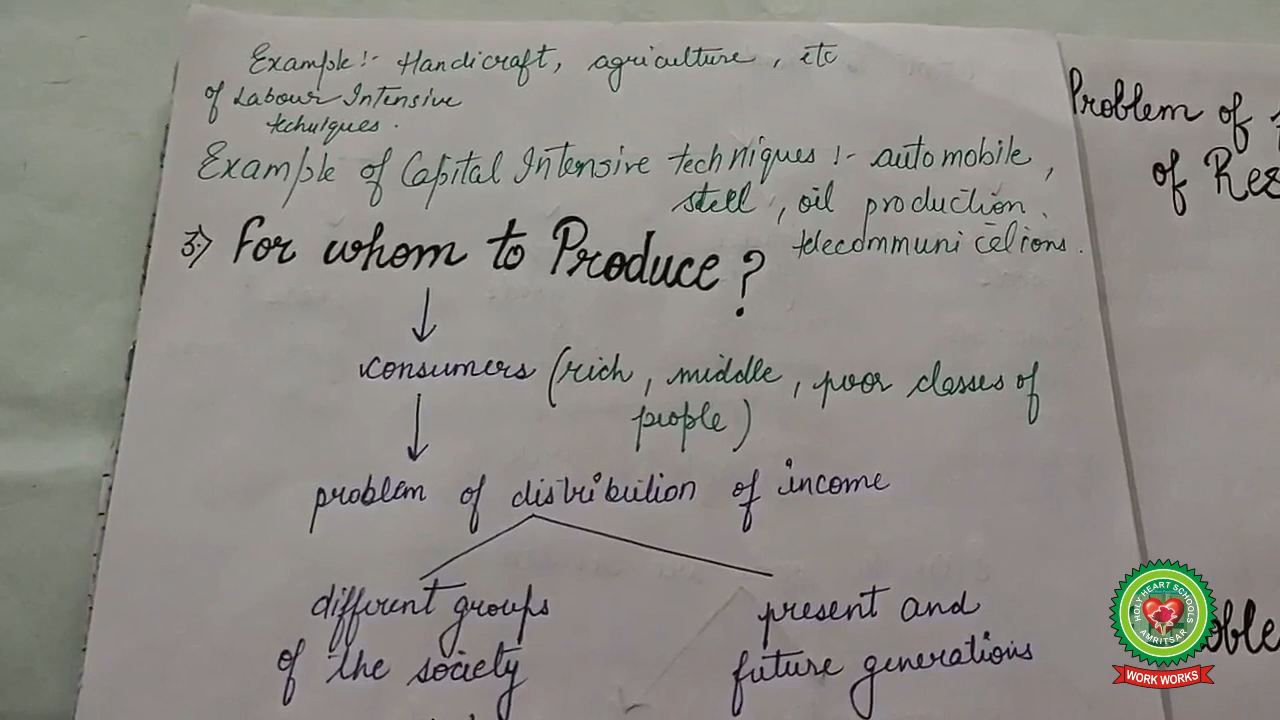 Example :- Handicraft, agriculture, etc
of Labour Intensive
techniques.
Example of Capital Intensive techniques :- automobile,
stell, oil production.
telecommunications.
3) For whom to Produce?
consumers (rich, middle, poor classes of
people)
problem of distribution of income
different groups
of the society
present and
future generations
Problem of
of Res
oble
HOLY HEART SCHOOLS
AMRITSAR
WORK WORKS